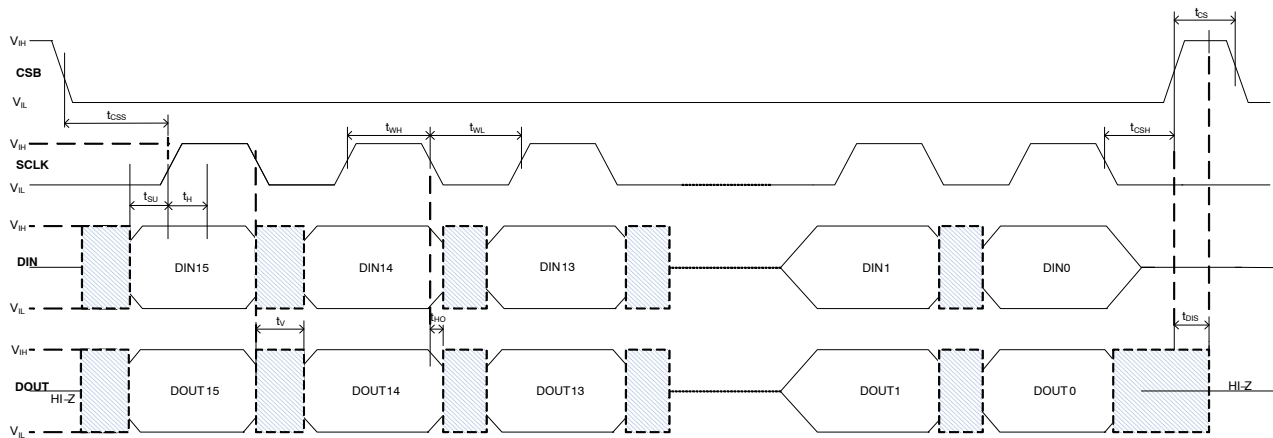 tCS
VIH
CSB
VIL
tCSS
tWH
tWL
tCSH
VIH
SCLK
VIL
tSU
tH
VIH
DIN
DIN15
DIN14
DIN13
DIN1
DIN0
VIL
tV
tHO
tDIS
VIH
DOUT
HI-Z
DOUT15
DOUT14
DOUT13
DOUT1
DOUT0
HI-Z
VIL